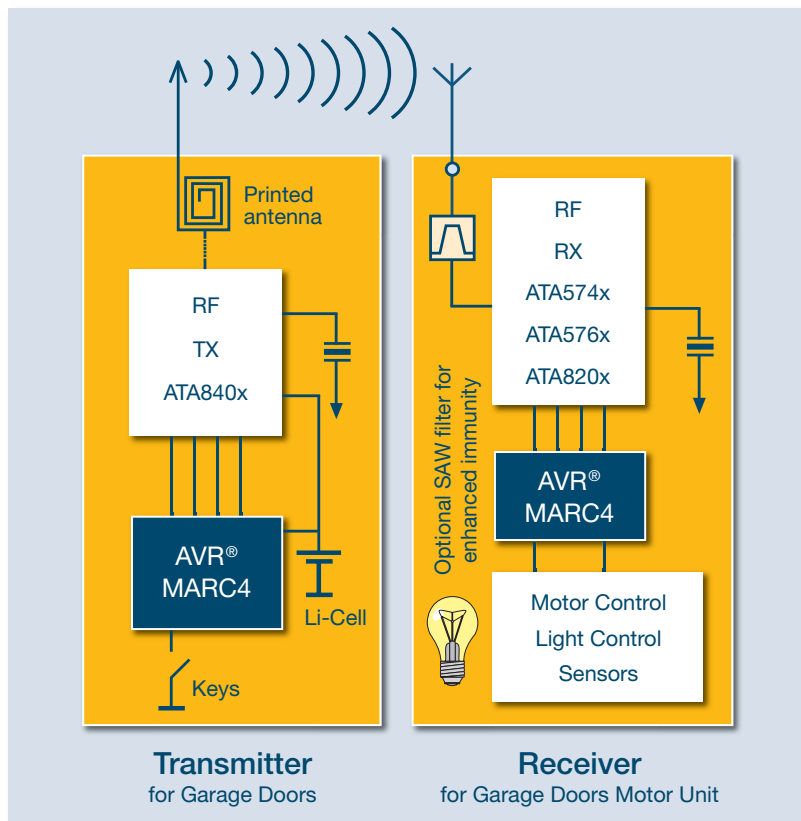 Printed
antenna
RF
TX
ATA840x
AVR®
MARC4
Li-Cell
Keys
Transmitter
for Garage Doors
RF
RX
ATA574x
ATA576x
ATA820x
Optional SAW filter for
enhanced immunity
AVR®
MARC4
Motor Control
Light Control
Sensors
Receiver
for Garage Doors Motor Unit